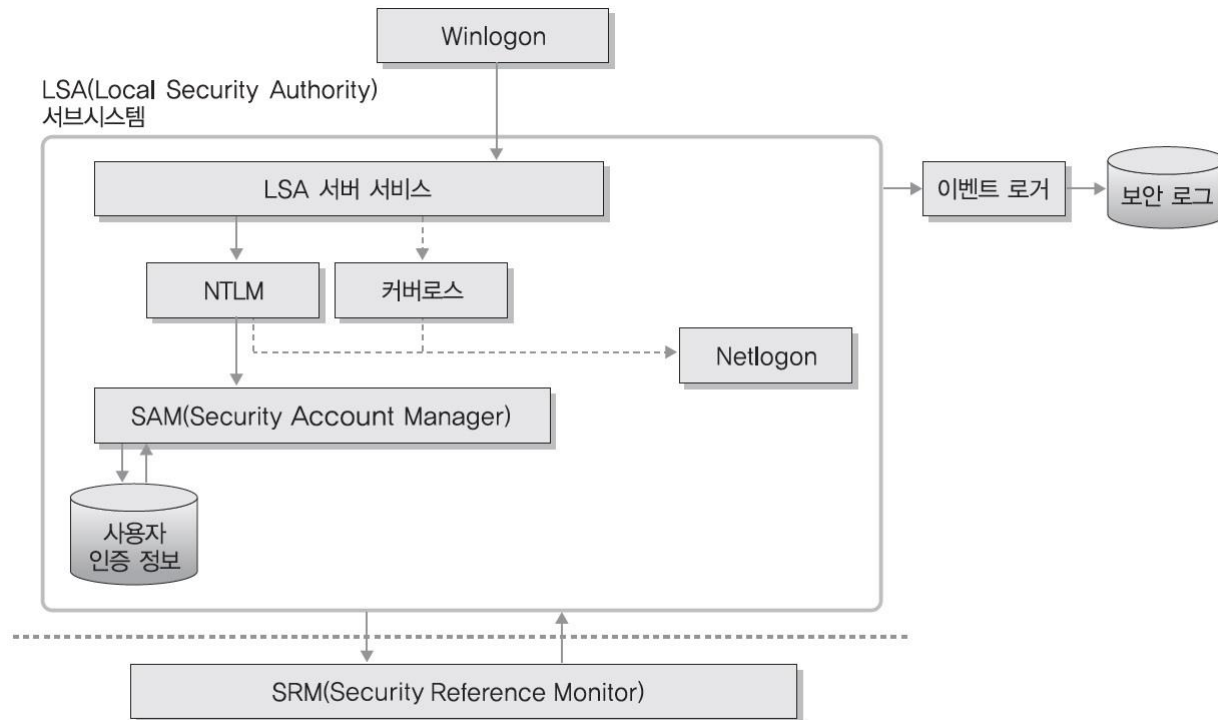 Winlogon
LSA(Local Security Authority)
서브시스템
LSA 서버 서비스
이벤트 로거
보안 로그
NTLM
커버로스
Netlogon
SAM(Security Account Manager)
사용자
인증 정보
SRM(Security Reference Monitor)